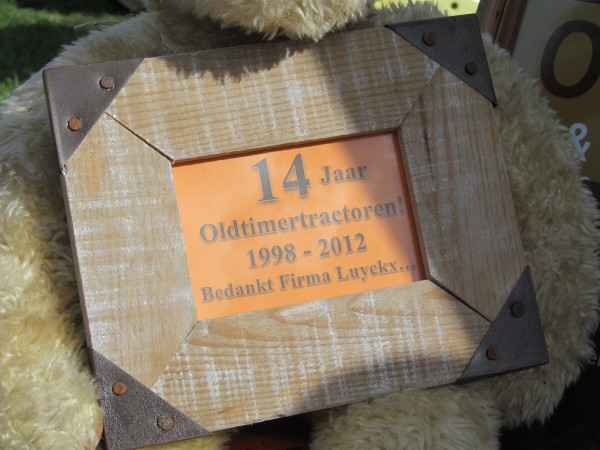 14 Jaar
Oldtimertractoren!
1998 - 2012
Bedankt Firma Luyckx...
O
&